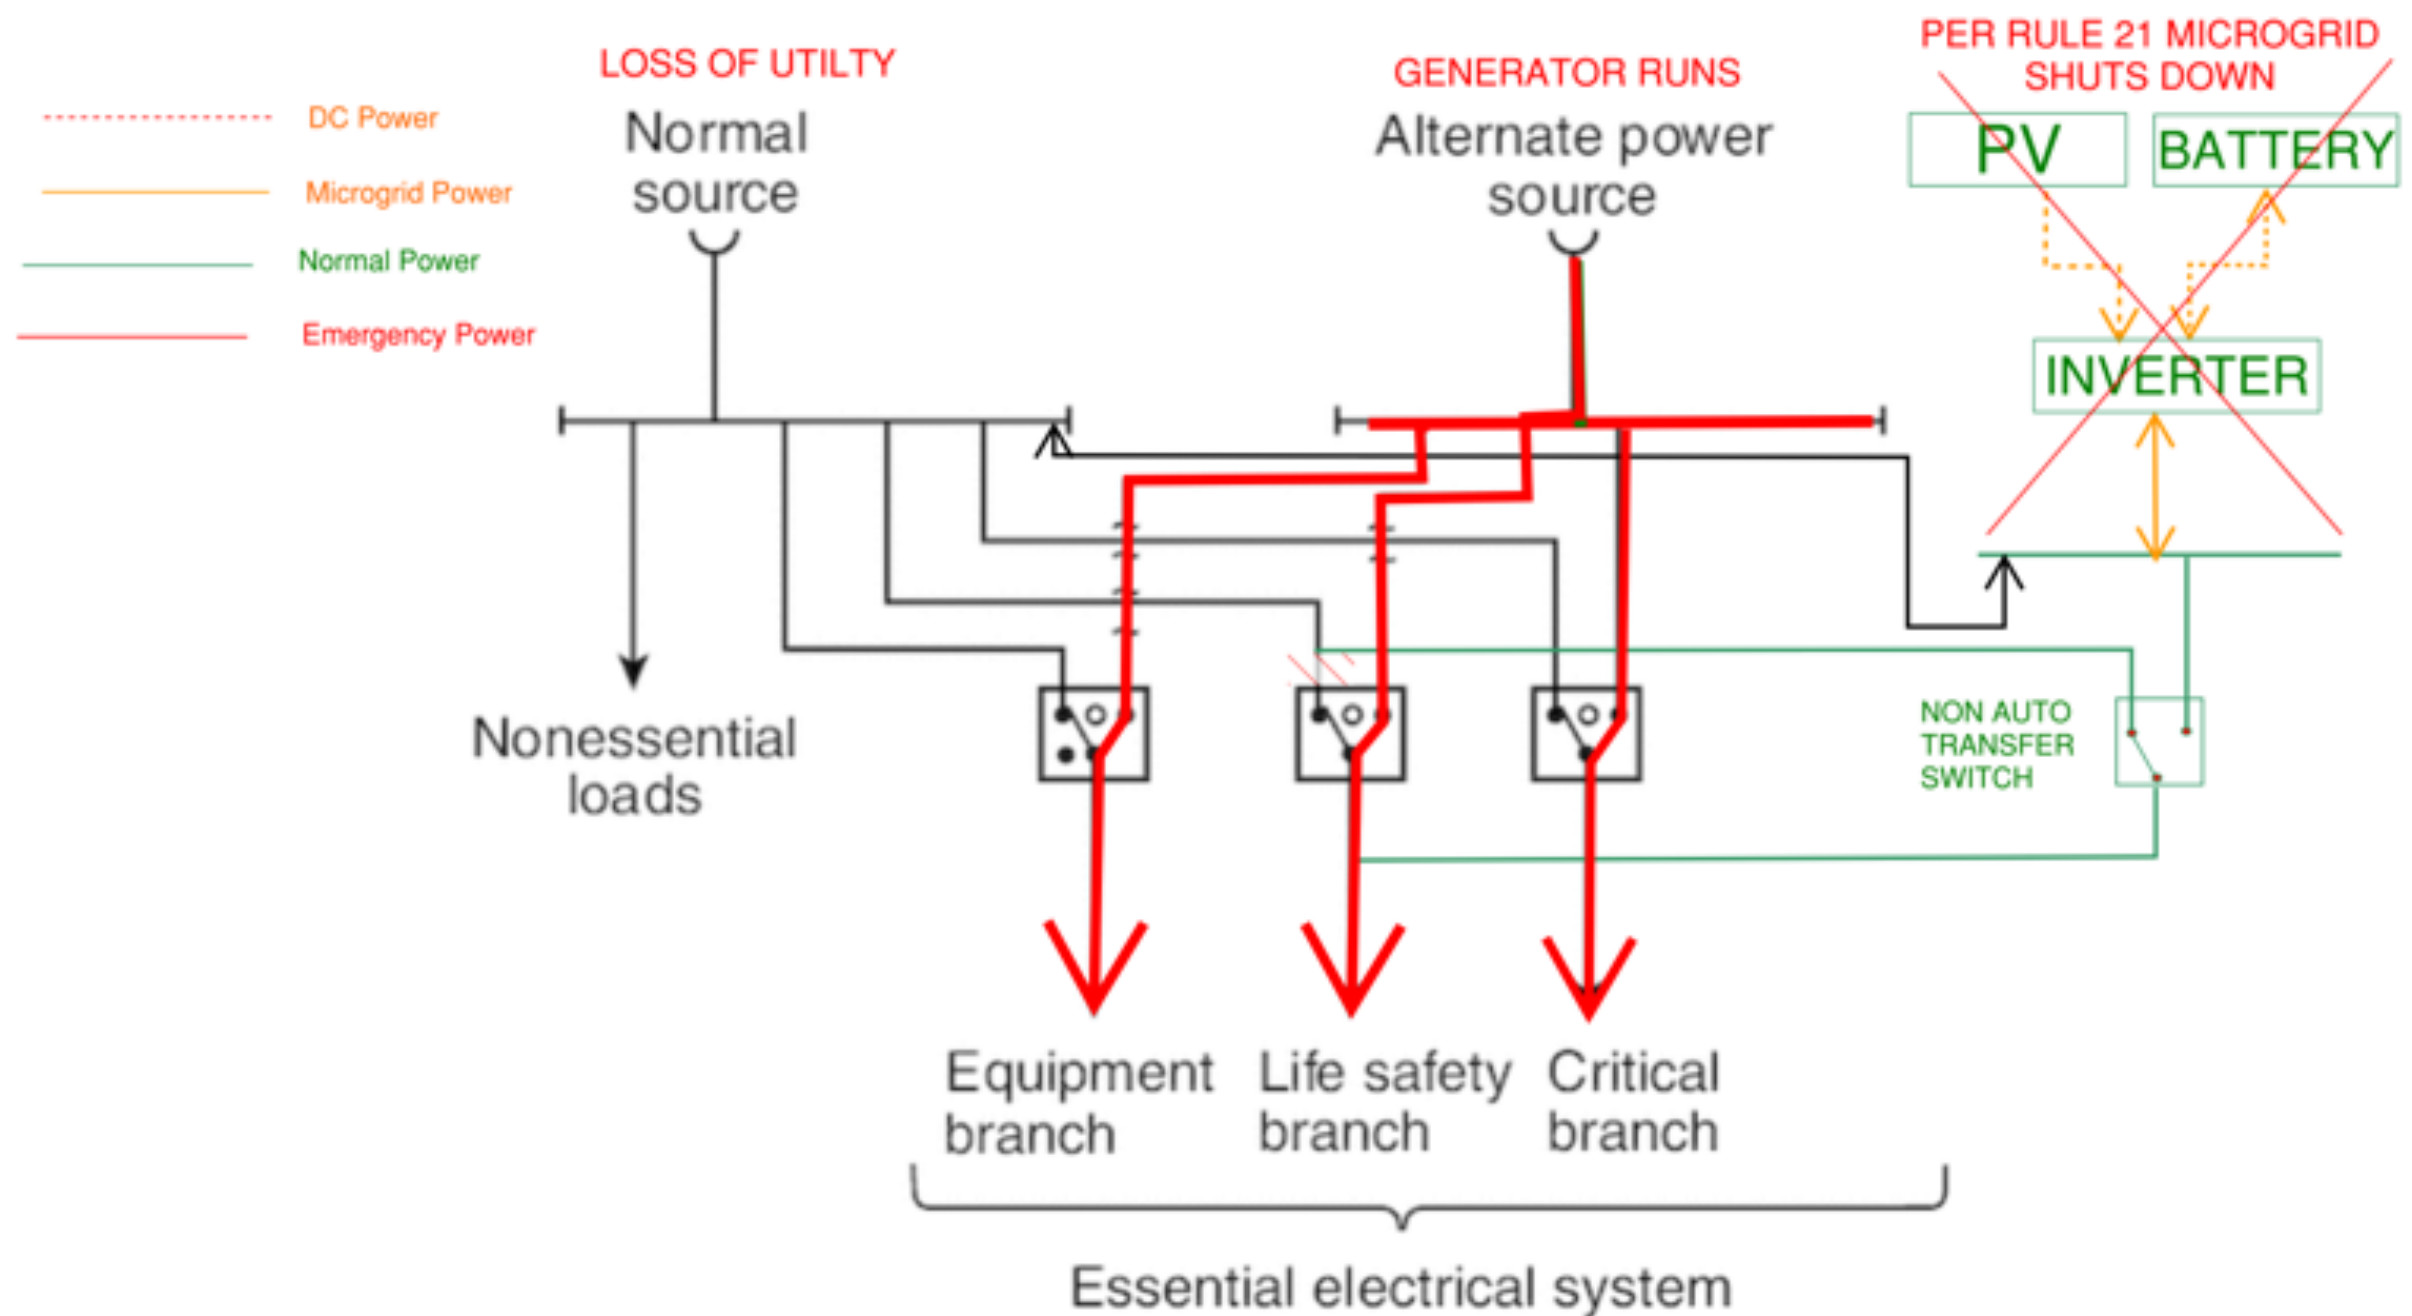 PER RULE 21 MICROGRID
SHUTS DOWN
LOSS OF UTILTY
GENERATOR RUNS
DC Power
Microgrid Power
Normal Power
Emergency Power
Normal
source
Alternate power
source
PV
BATTERY
INVERTER
NON AUTO
TRANSFER
SWITCH
Nonessential
loads
Equipment
branch
Life safety
branch
Critical
branch
Essential electrical system